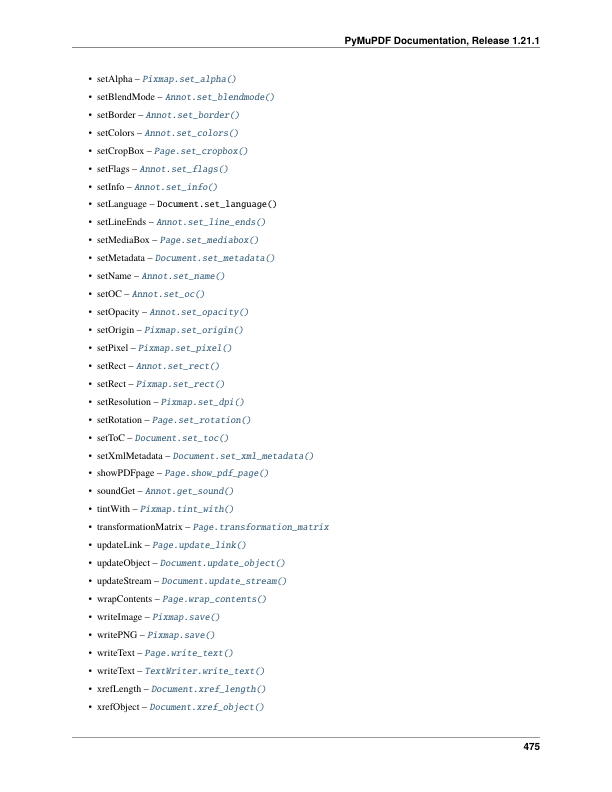 PyMuPDF Documentation, Release 1.21.1
• setAlpha – Pixmap.set_alpha()
• setBlendMode – Annot.set_blendmode()
• setBorder – Annot.set_border()
• setColors – Annot.set_colors()
• setCropBox – Page.set_cropbox()
• setFlags – Annot.set_flags()
• setInfo – Annot.set_info()
• setLanguage – Document.set_language()
• setLineEnds – Annot.set_line_ends()
• setMediaBox – Page.set_mediabox()
• setMetadata – Document.set_metadata()
• setName – Annot.set_name()
• setOC – Annot.set_oc()
• setOpacity – Annot.set_opacity()
• setOrigin – Pixmap.set_origin()
• setPixel – Pixmap.set_pixel()
• setRect – Annot.set_rect()
• setRect – Pixmap.set_rect()
• setResolution – Pixmap.set_dpi()
• setRotation – Page.set_rotation()
• setToC – Document.set_toc()
• setXmlMetadata – Document.set_xml_metadata()
• showPDFpage – Page.show_pdf_page()
• soundGet – Annot.get_sound()
• tintWith – Pixmap.tint_with()
• transformationMatrix – Page.transformation_matrix
• updateLink – Page.update_link()
• updateObject – Document.update_object()
• updateStream – Document.update_stream()
• wrapContents – Page.wrap_contents()
• writeImage – Pixmap.save()
• writePNG – Pixmap.save()
• writeText – Page.write_text()
• writeText – TextWriter.write_text()
• xrefLength – Document.xref_length()
• xrefObject – Document.xref_object()
475